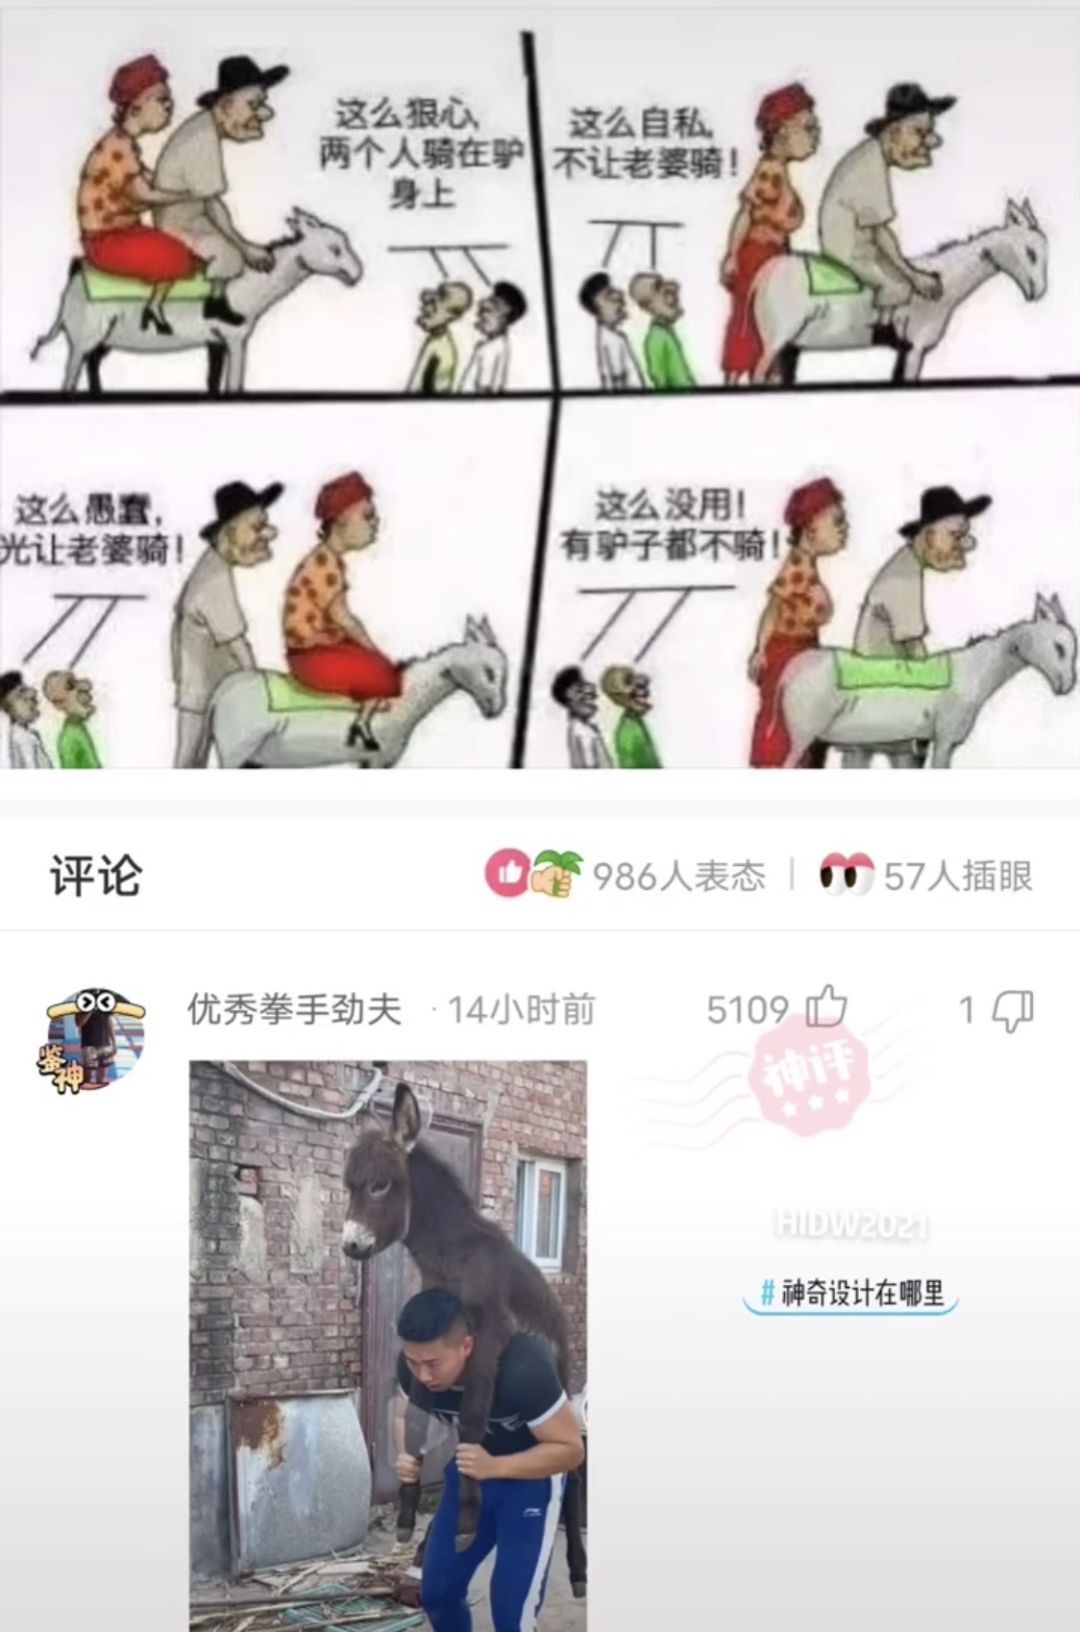 这么狠心,
两个人骑在驴
身上
这么自私,
不让老婆骑!
这么愚蠢,
光让老婆骑!
这么没用!
有驴子都不骑!
评论
986人表态 | 57人插眼
优秀拳手劲夫 · 14小时前 5109 1
鉴神
神评
HIDW2021
#神奇设计在哪里